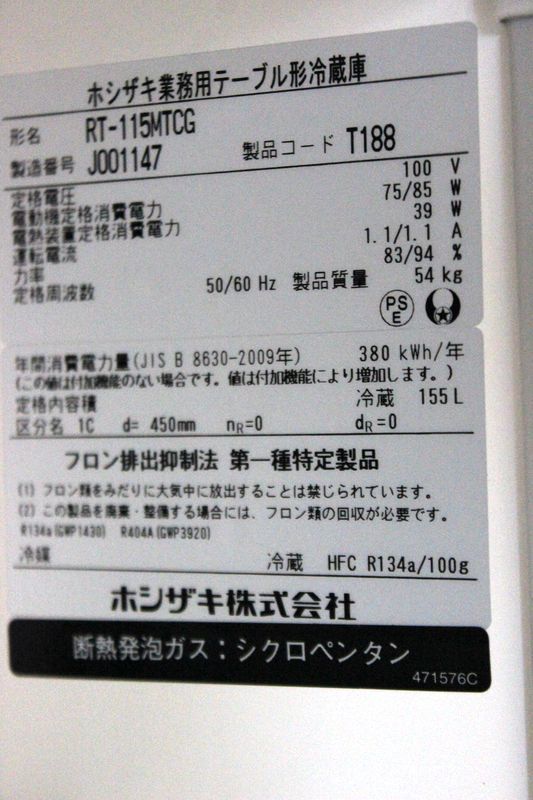 ホシザキ業務用テーブル形冷蔵庫
形名 RT-115MTCG
製造番号 J001147 製品コード T188
定格電圧 100 V
電動機定格消費電力 75/85 W
電熱装置定格消費電力 39 W
運転電流 1.1/1.1 A
力率 83/94 %
定格周波数 50/60 Hz 製品質量 54 kg
PS E
年間消費電力量(JIS B 8630-2009年) 380 kWh/年
(この値は付加機能のない場合です。値は付加機能により増加します。)
定格内容積 冷蔵 155 L
区分名 1C d= 450mm nR=0 dR=0
フロン排出抑制法 第一種特定製品
(1) フロン類をみだりに大気中に放出することは禁じられています。
(2) この製品を廃棄・整備する場合には、フロン類の回収が必要です。
R134a(GWP1430) R404A(GWP3920)
冷媒 冷蔵 HFC R134a/100g
ホシザキ株式会社
断熱発泡ガス：シクロペンタン
471576C